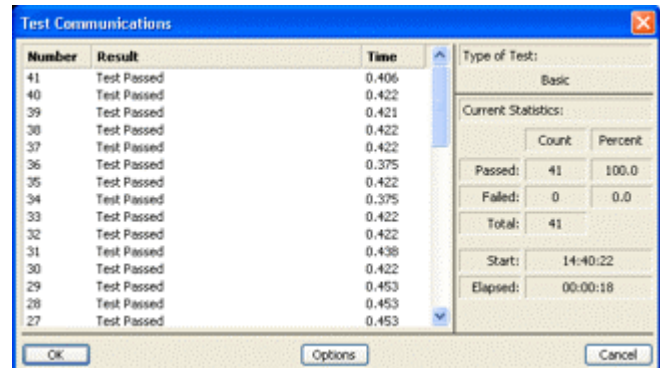 Test Communications
Number Result Time
41 Test Passed 0.406
40 Test Passed 0.422
39 Test Passed 0.421
38 Test Passed 0.422
37 Test Passed 0.422
36 Test Passed 0.375
35 Test Passed 0.422
34 Test Passed 0.375
33 Test Passed 0.422
32 Test Passed 0.422
31 Test Passed 0.438
30 Test Passed 0.422
29 Test Passed 0.453
28 Test Passed 0.453
27 Test Passed 0.453
Type of Test:
Basic
Current Statistics:
Count Percent
Passed: 41 100.0
Failed: 0 0.0
Total: 41
Start: 14:40:22
Elapsed: 00:00:18
OK Options Cancel